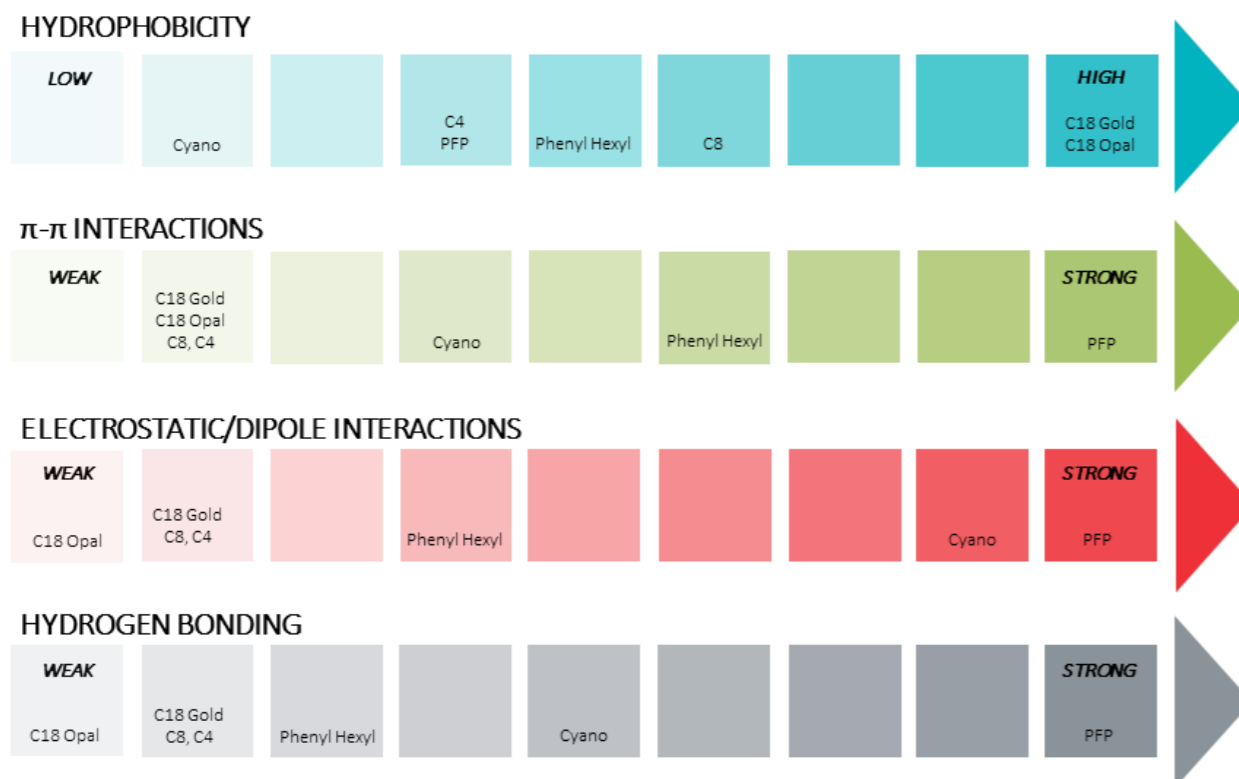 HYDROPHOBICITY
LOW
HIGH
Cyano
C4
PFP
Phenyl Hexyl
C8
C18 Gold
C18 Opal
π-π INTERACTIONS
WEAK
STRONG
C18 Gold
C18 Opal
C8, C4
Cyano
Phenyl Hexyl
PFP
ELECTROSTATIC/DIPOLE INTERACTIONS
WEAK
STRONG
C18 Opal
C18 Gold
C8, C4
Phenyl Hexyl
Cyano
PFP
HYDROGEN BONDING
WEAK
STRONG
C18 Opal
C18 Gold
C8, C4
Phenyl Hexyl
Cyano
PFP